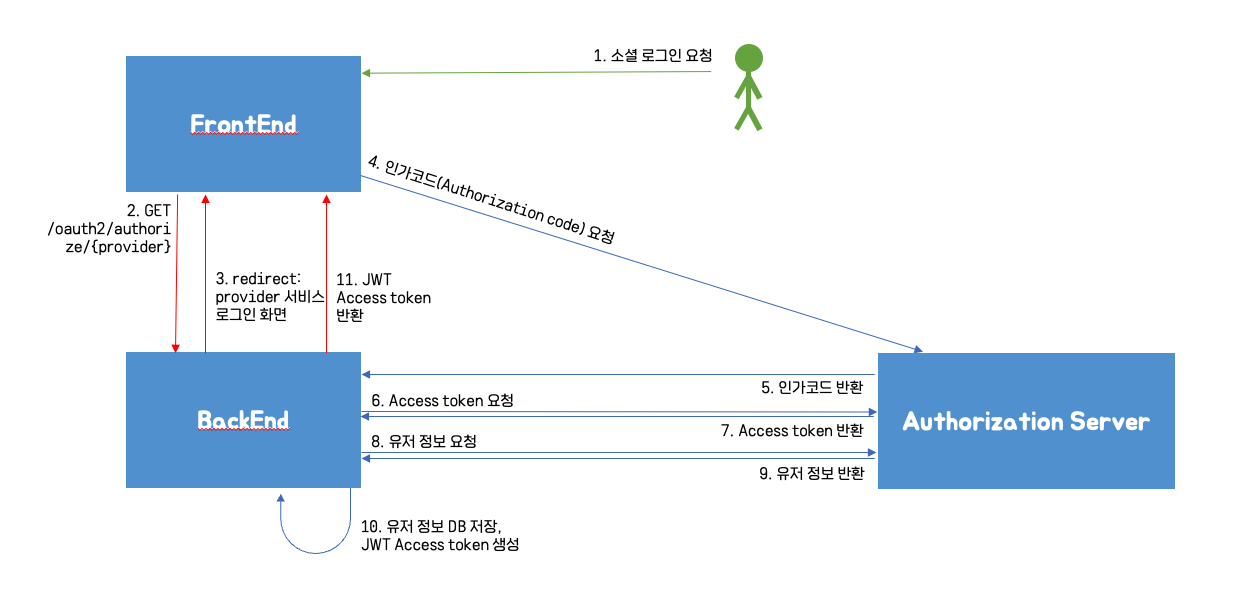 1. 소셜 로그인 요청
FrontEnd
4. 인가코드(Authorization code) 요청
2. GET
/oauth2/authori
ze/{provider}
3. redirect:
provider 서비스
로그인 화면
11. JWT
Access token
반환
BackEnd
5. 인가코드 반환
6. Access token 요청
7. Access token 반환
8. 유저 정보 요청
9. 유저 정보 반환
Authorization Server
10. 유저 정보 DB 저장,
JWT Access token 생성